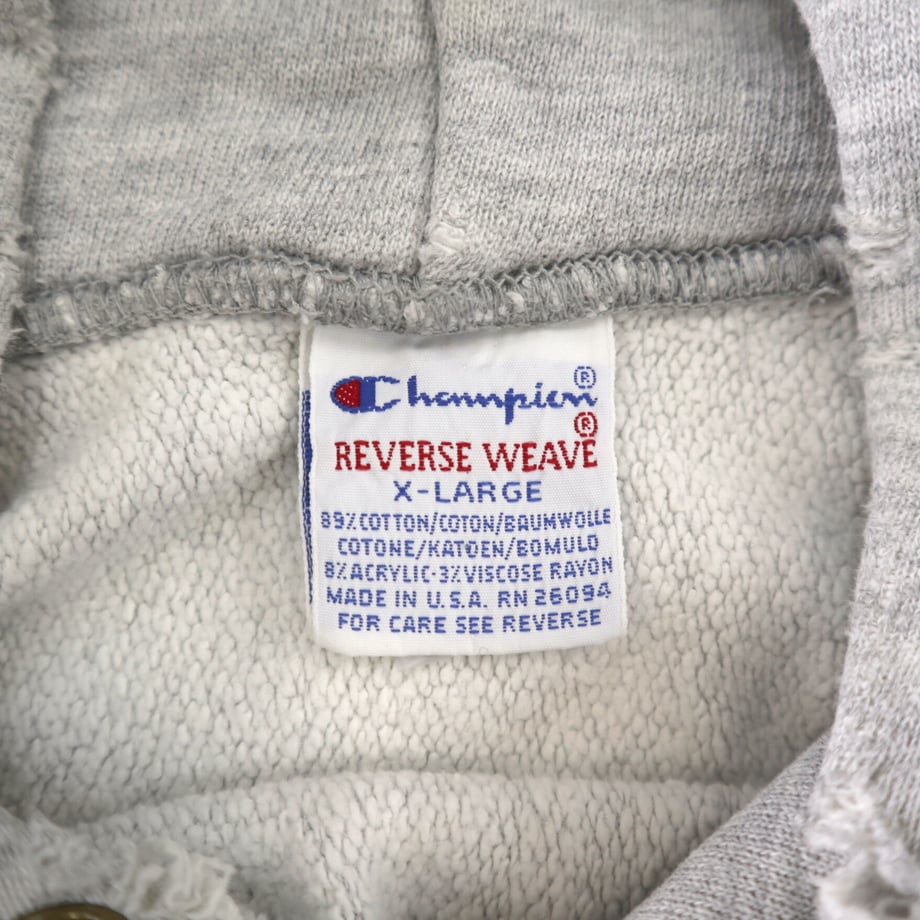 Champion®
REVERSE WEAVE®
X-LARGE
89% COTTON/COTON/BAUMWOLLE
COTONE/KATOEN/BOMULD
8% ACRYLIC·3% VISCOSE RAYON
MADE IN U.S.A. RN 26094
FOR CARE SEE REVERSE